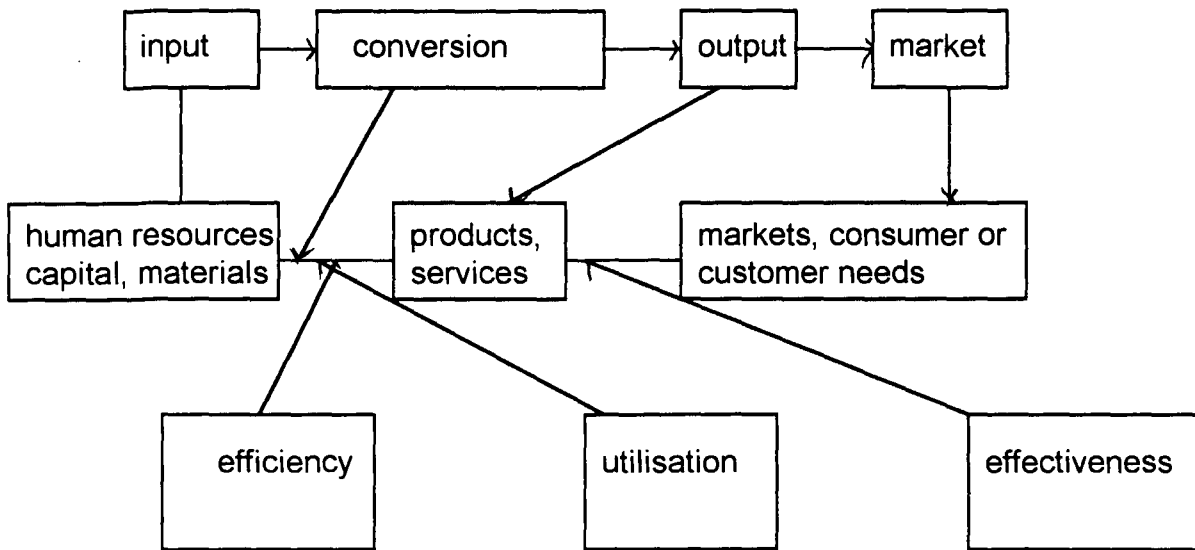 input
conversion
output
market
human resources
capital, materials
products,
services
markets, consumer or
customer needs
efficiency
utilisation
effectiveness